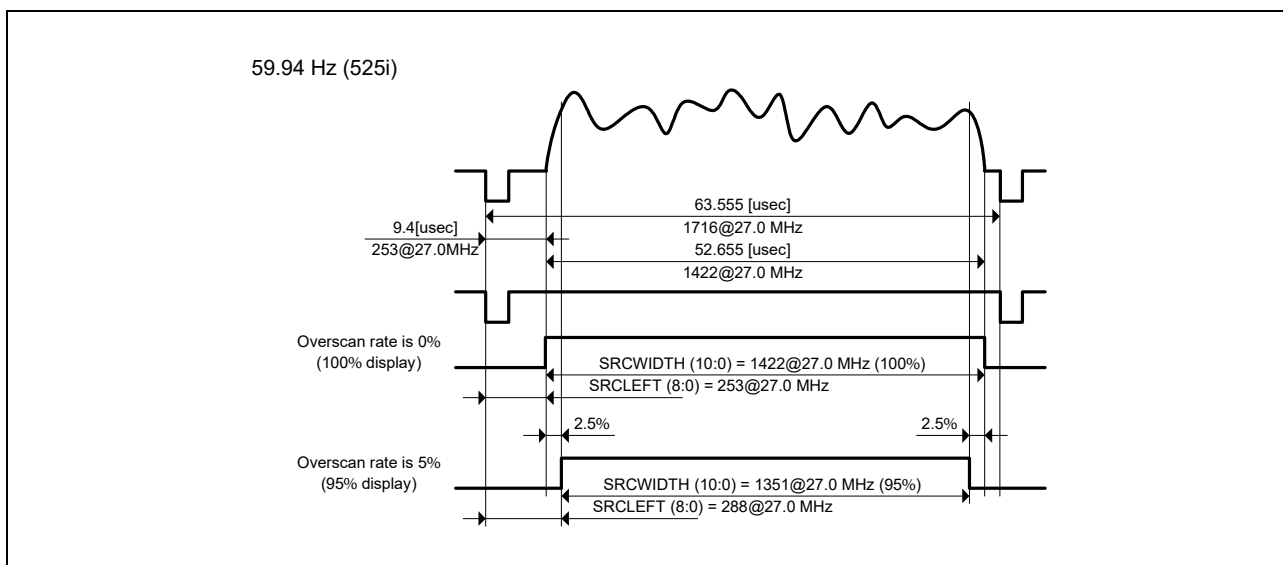 59.94 Hz (525i)
63.555 [usec]
1716@27.0 MHz
9.4[usec]
253@27.0MHz
52.655 [usec]
1422@27.0 MHz
Overscan rate is 0%
(100% display)
SRCWIDTH (10:0) = 1422@27.0 MHz (100%)
SRCLEFT (8:0) = 253@27.0 MHz
2.5%
2.5%
Overscan rate is 5%
(95% display)
SRCWIDTH (10:0) = 1351@27.0 MHz (95%)
SRCLEFT (8:0) = 288@27.0 MHz